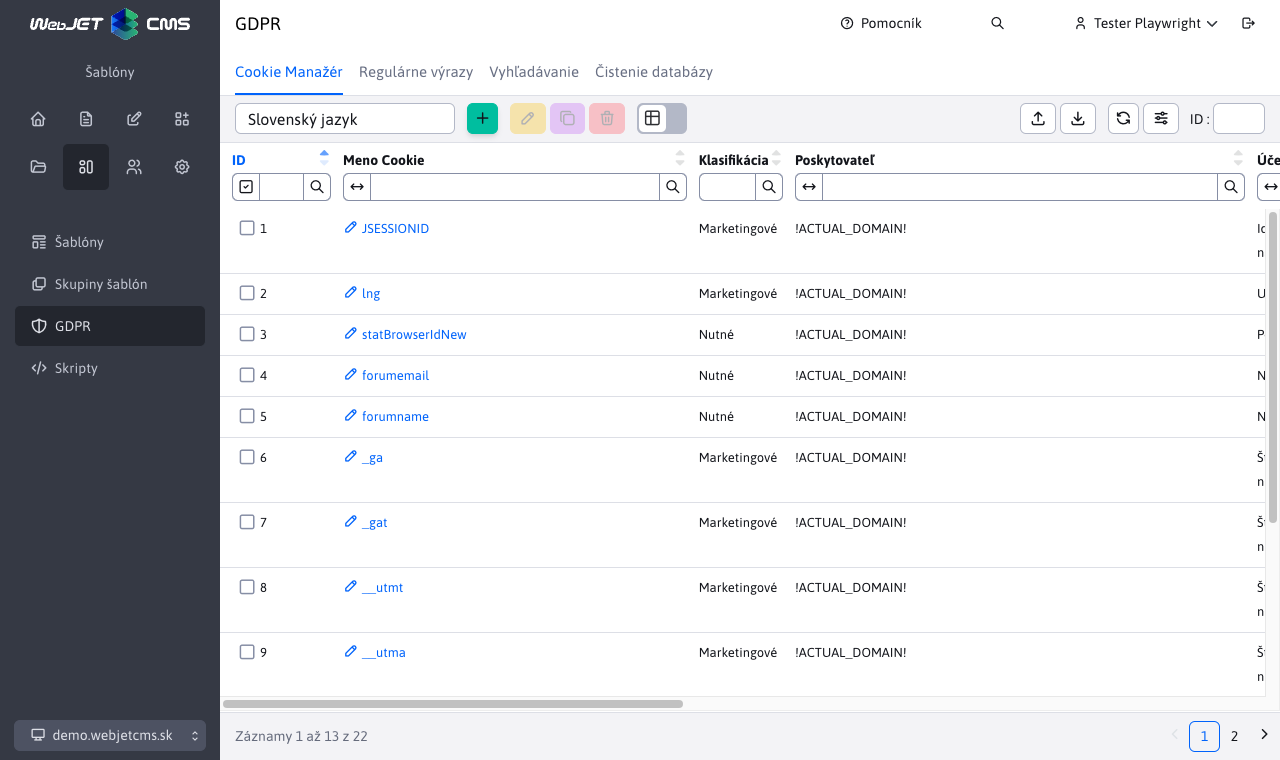 WebJET CMS
Šablóny
Šablóny
Skupiny šablón
GDPR
Skripty
demo.webjetcms.sk
GDPR
Pomocník
Tester Playwright
Cookie Manažér
Regulárne výrazy
Vyhľadávanie
Čistenie databázy
Slovenský jazyk
ID :
ID Meno Cookie Klasifikácia Poskytovateľ Úče
1 JSESSIONID Marketingové !ACTUAL_DOMAIN!
2 lng Marketingové !ACTUAL_DOMAIN! U
3 statBrowserIdNew Nutné !ACTUAL_DOMAIN! P
4 forumemail Nutné !ACTUAL_DOMAIN! N
5 forumname Nutné !ACTUAL_DOMAIN! N
6 _ga Marketingové !ACTUAL_DOMAIN! Š
n
7 _gat Marketingové !ACTUAL_DOMAIN! Š
n
8 __utmt Marketingové !ACTUAL_DOMAIN! Š
n
9 __utma Marketingové !ACTUAL_DOMAIN! Š
n
Záznamy 1 až 13 z 22
1 2